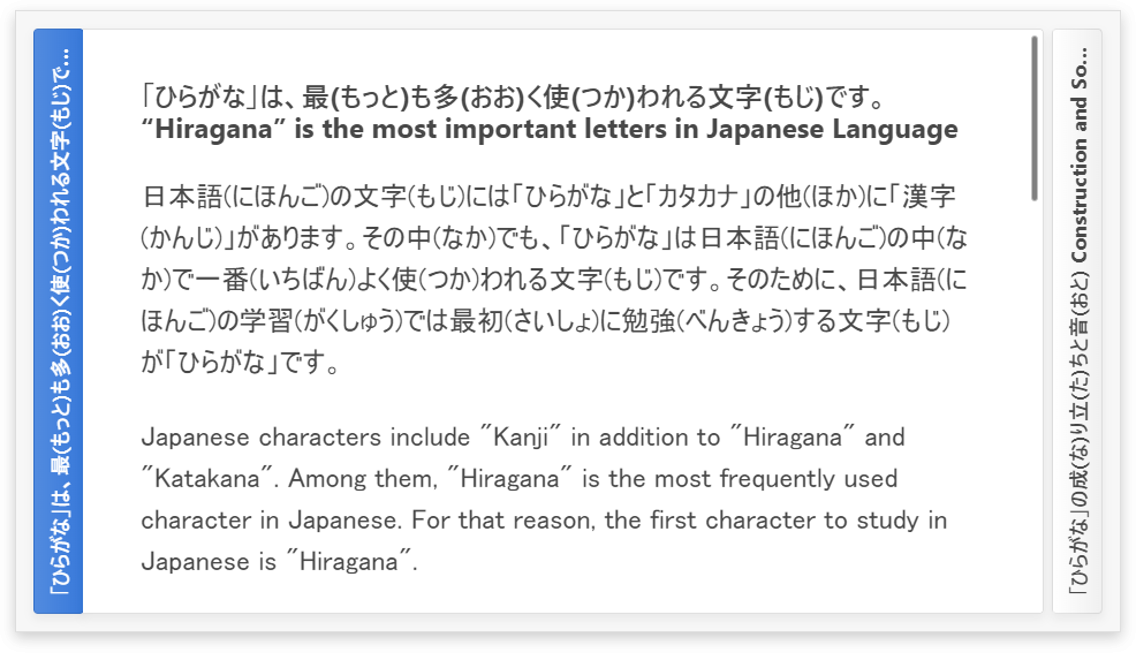 「ひらがな」は、最(もっと)も多(おお)く使(つか)われる文字(もじ)で...
「ひらがな」は、最(もっと)も多(おお)く使(つか)われる文字(もじ)です。
“Hiragana” is the most important letters in Japanese Language
日本語(にほんご)の文字(もじ)には「ひらがな」と「カタカナ」の他(ほか)に「漢字
(かんじ)」があります。その中(なか)でも、「ひらがな」は日本語(にほんご)の中(な
か)で一番(いちばん)よく使(つか)われる文字(もじ)です。そのために、日本語(に
ほんご)の学習(がくしゅう)では最初(さいしょ)に勉強(べんきょう)する文字(もじ)
が「ひらがな」です。
Japanese characters include "Kanji" in addition to "Hiragana" and
"Katakana". Among them, "Hiragana" is the most frequently used
character in Japanese. For that reason, the first character to study in
Japanese is "Hiragana".
「ひらがな」の成(な)り立(た)ちと音(おと) Construction and So...